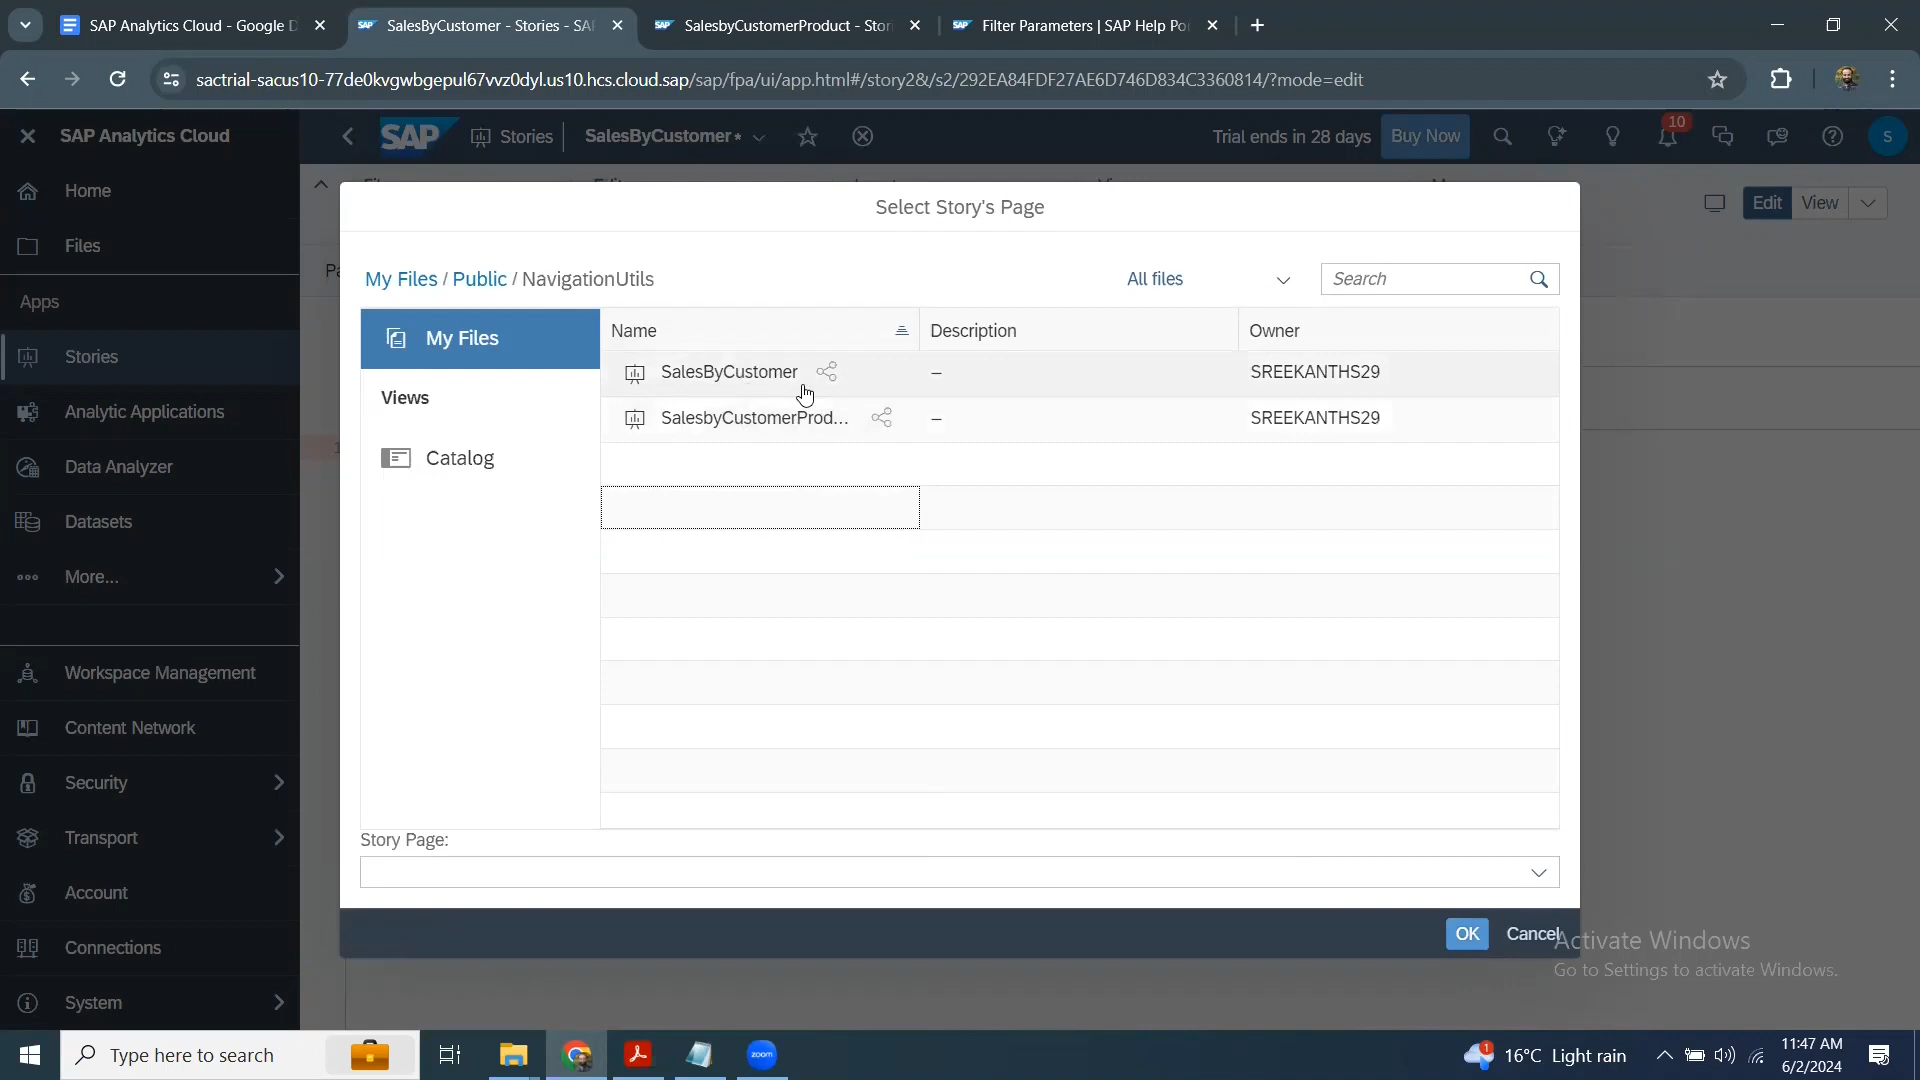 SAP Analytics Cloud - Google D
SalesByCustomer - Stories - SA
SalesbyCustomerProduct - Stor
Filter Parameters | SAP Help Po
sactrial-sacus10-77de0kvgwbgepul67vvz0dyl.us10.hcs.cloud.sap/sap/fpa/ui/app.html#/story2&/s2/292EA84FDF27AE6D746D834C3360814/?mode=edit
SAP Analytics Cloud
SAP
Stories
SalesByCustomer *
Trial ends in 28 days
Buy Now
10
S
Home
Files
Apps
Stories
Analytic Applications
Data Analyzer
Datasets
More...
Workspace Management
Content Network
Security
Transport
Account
Connections
System
Edit
View
Select Story's Page
My Files / Public / NavigationUtils
All files
Search
My Files
Views
Catalog
Name
Description
Owner
SalesByCustomer
–
SREEKANTHS29
SalesbyCustomerProd...
–
SREEKANTHS29
Story Page:
OK
Cancel
Activate Windows
Go to Settings to activate Windows.
Type here to search
zoom
1
16°C Light rain
11:47 AM
6/2/2024